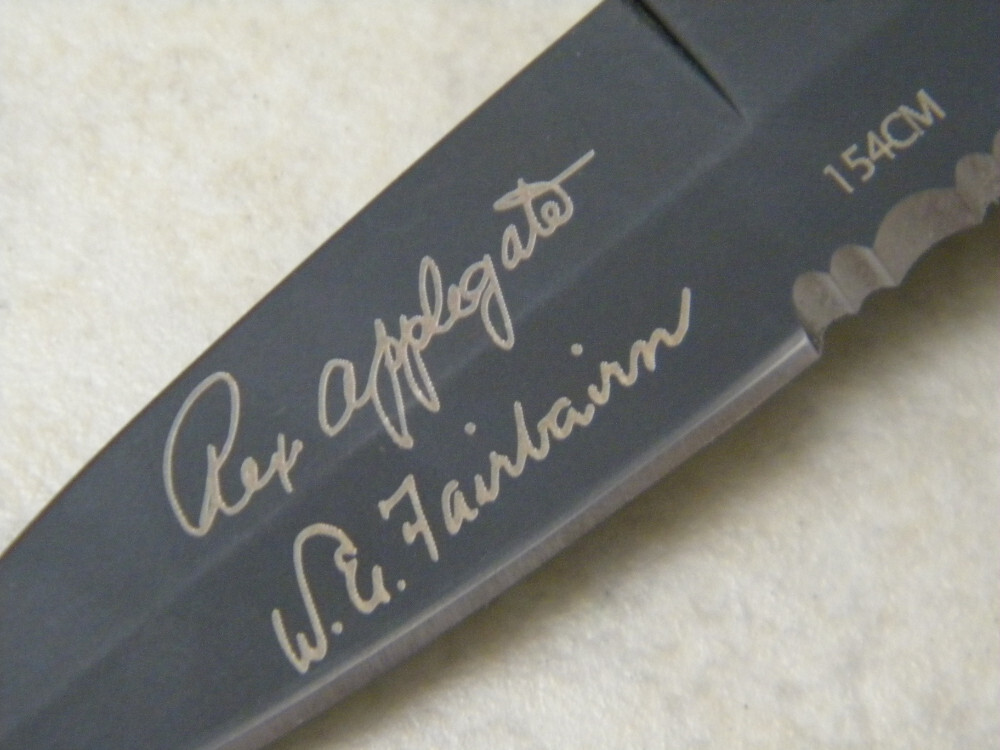 Rex Applegate
W.E. Fairbairn
154CM